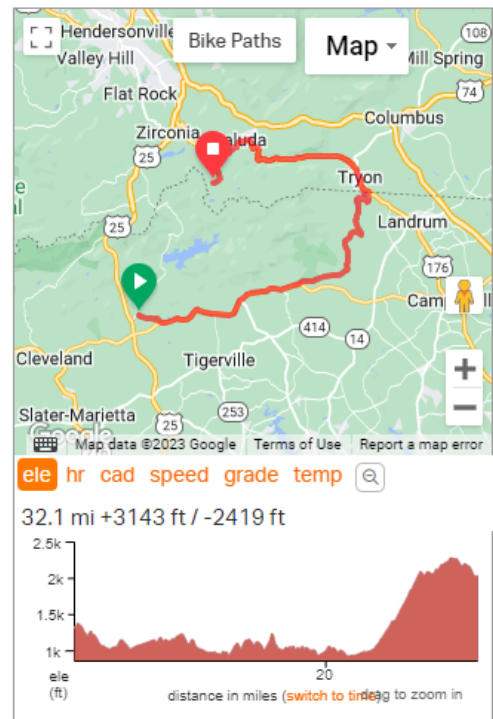 Hendersonville
Bike Paths
Map
108
Valley Hill
Mill Spring
74
Flat Rock
Columbus
Zirconia
aluda
25
Tryon
25
Landrum
176
Cam
414
14
Cleveland
Tigerville
Slater-Marietta
253
25
Google
Map data ©2023 Google
Terms of Use
Report a map error
ele hr cad speed grade temp
32.1 mi +3143 ft / -2419 ft
2.5k
2k
1.5k
1k
ele
(ft)
20
distance in miles (switch to time)
drag to zoom in